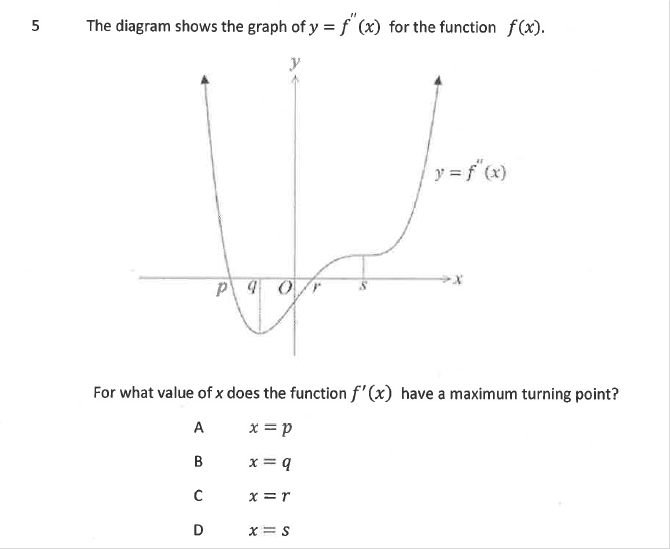 5 The diagram shows the graph of y = f''(x) for the function f(x).
y
y = f''(x)
p q O r s x
For what value of x does the function f'(x) have a maximum turning point?
A x = p
B x = q
C x = r
D x = s